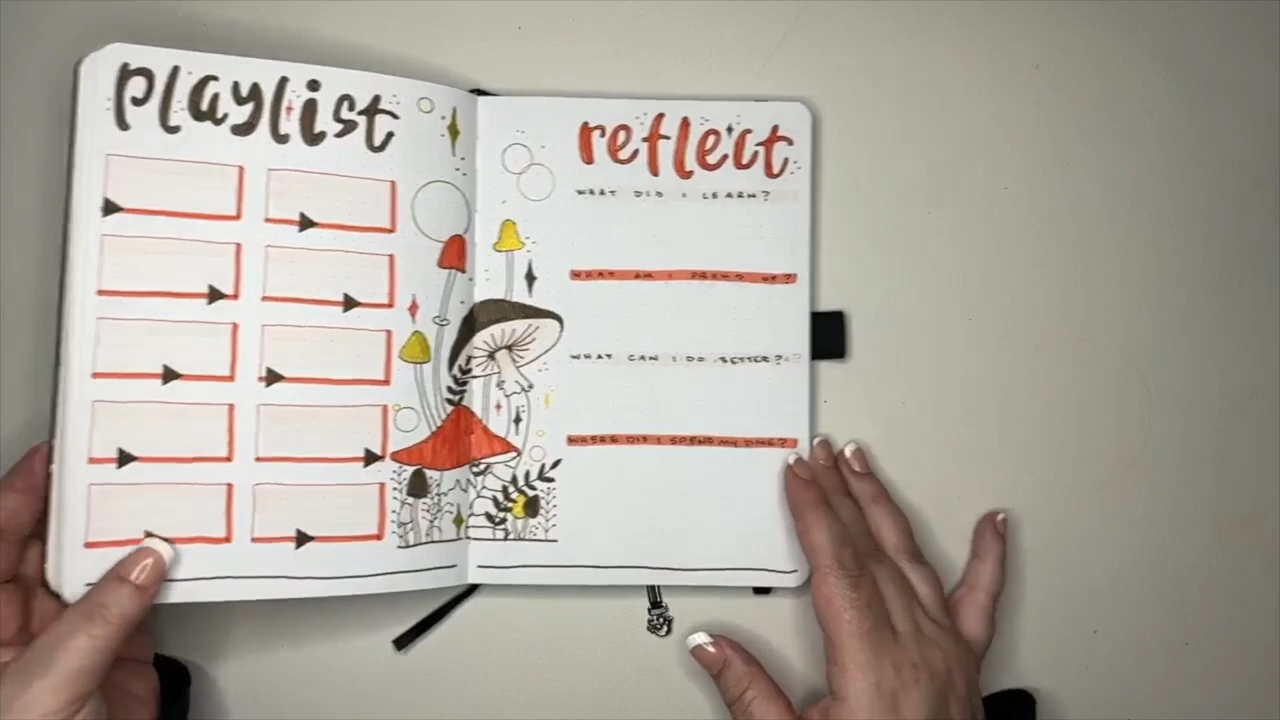 playlist
reflect
WHAT DID I LEARN?
WHAT AM I PROUD OF?
WHAT CAN I DO BETTER?
WHERE DID I SPEND MY TIME?